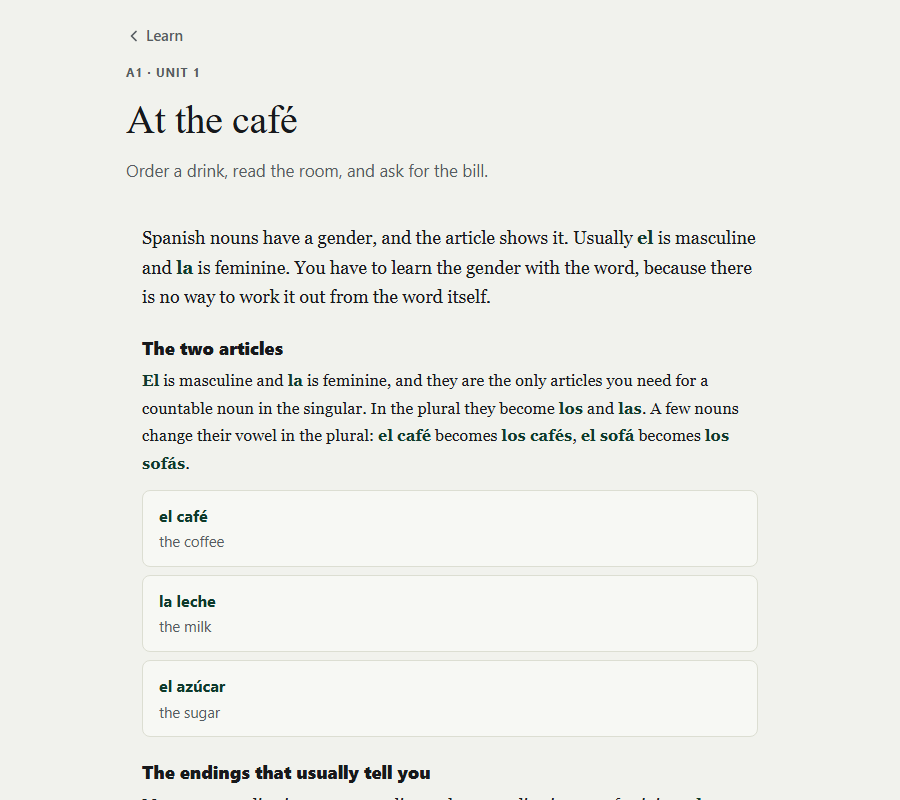 Learn
A1 · UNIT 1
At the café
Order a drink, read the room, and ask for the bill.
Spanish nouns have a gender, and the article shows it. Usually el is masculine
and la is feminine. You have to learn the gender with the word, because there
is no way to work it out from the word itself.
The two articles
El is masculine and la is feminine, and they are the only articles you need for a
countable noun in the singular. In the plural they become los and las. A few nouns
change their vowel in the plural: el café becomes los cafés, el sofá becomes los
sofás.
el café
the coffee
la leche
the milk
el azúcar
the sugar
The endings that usually tell you